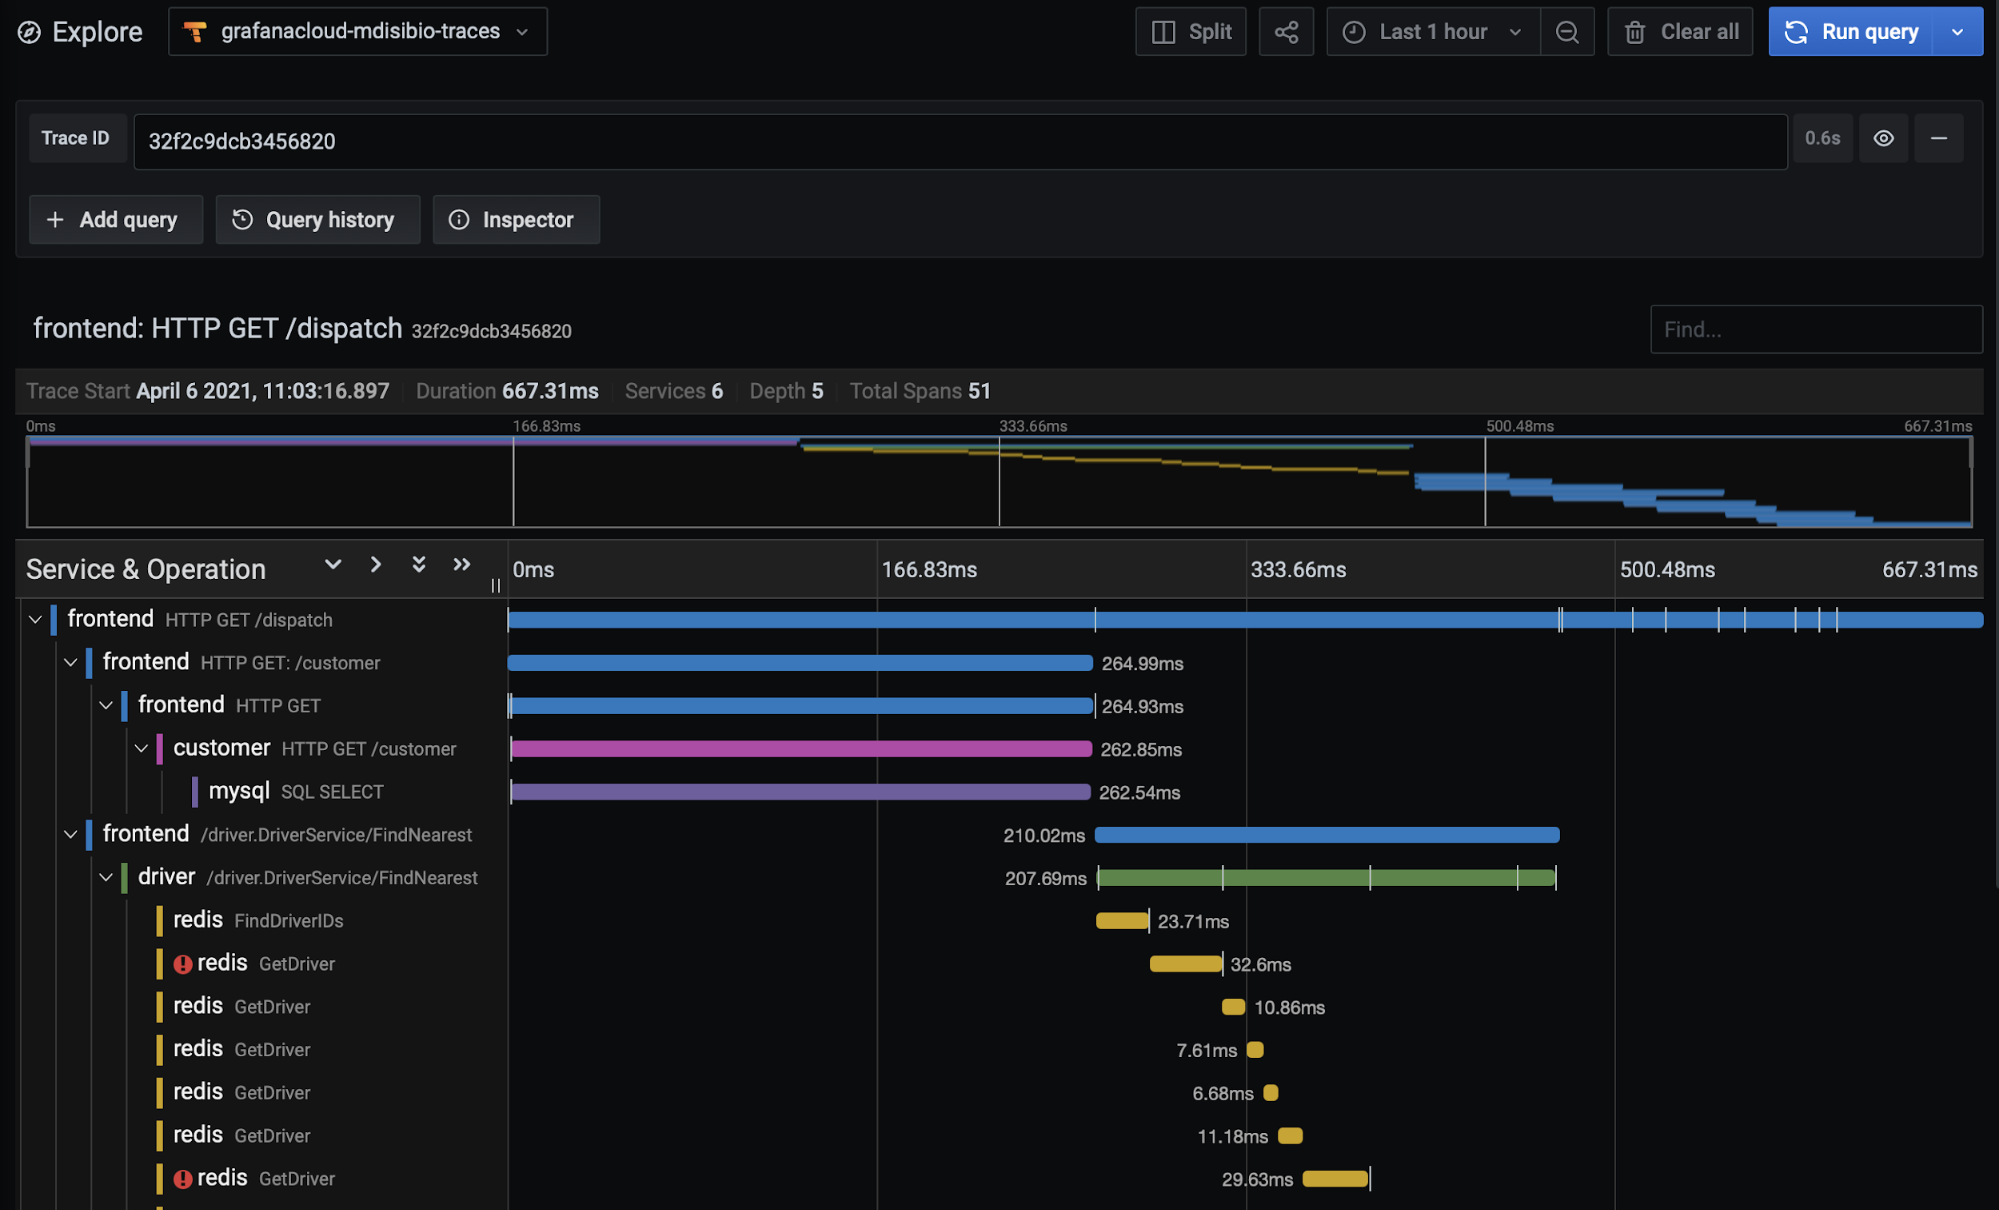 Explore grafanacloud-mdisibio-traces Split Last 1 hour Clear all Run query
Trace ID 32f2c9dcb3456820 0.6s
+ Add query Query history Inspector
frontend: HTTP GET /dispatch 32f2c9dcb3456820 Find...
Trace Start April 6 2021, 11:03:16.897 Duration 667.31ms Services 6 Depth 5 Total Spans 51
0ms 166.83ms 333.66ms 500.48ms 667.31ms
Service & Operation 0ms 166.83ms 333.66ms 500.48ms 667.31ms
frontend HTTP GET /dispatch
frontend HTTP GET: /customer 264.99ms
frontend HTTP GET 264.93ms
customer HTTP GET /customer 262.85ms
mysql SQL SELECT 262.54ms
frontend /driver.DriverService/FindNearest 210.02ms
driver /driver.DriverService/FindNearest 207.69ms
redis FindDriverIDs 23.71ms
redis GetDriver 32.6ms
redis GetDriver 10.86ms
redis GetDriver 7.61ms
redis GetDriver 6.68ms
redis GetDriver 11.18ms
redis GetDriver 29.63ms